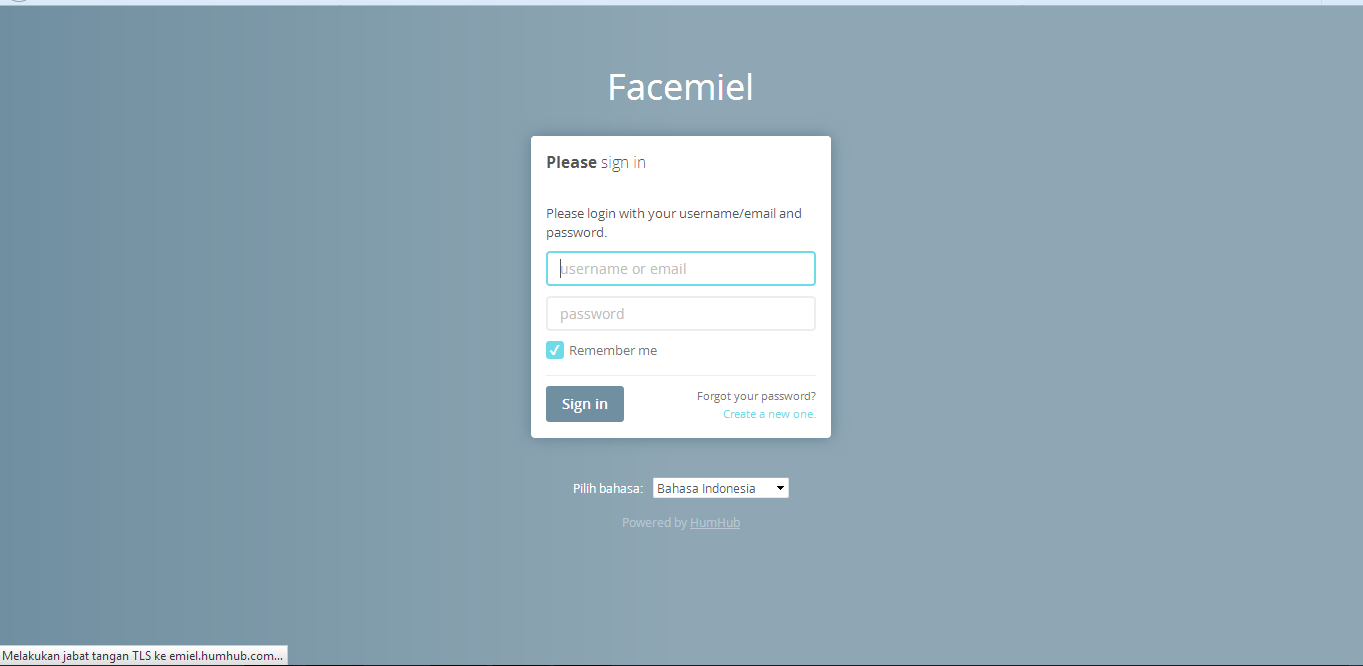 Facemiel
Please sign in
Please login with your username/email and
password.
username or email
password
Remember me
Sign in
Forgot your password?
Create a new one.
Pilih bahasa: Bahasa Indonesia
Powered by HumHub
Melakukan jabat tangan TLS ke emiel.humhub.com...